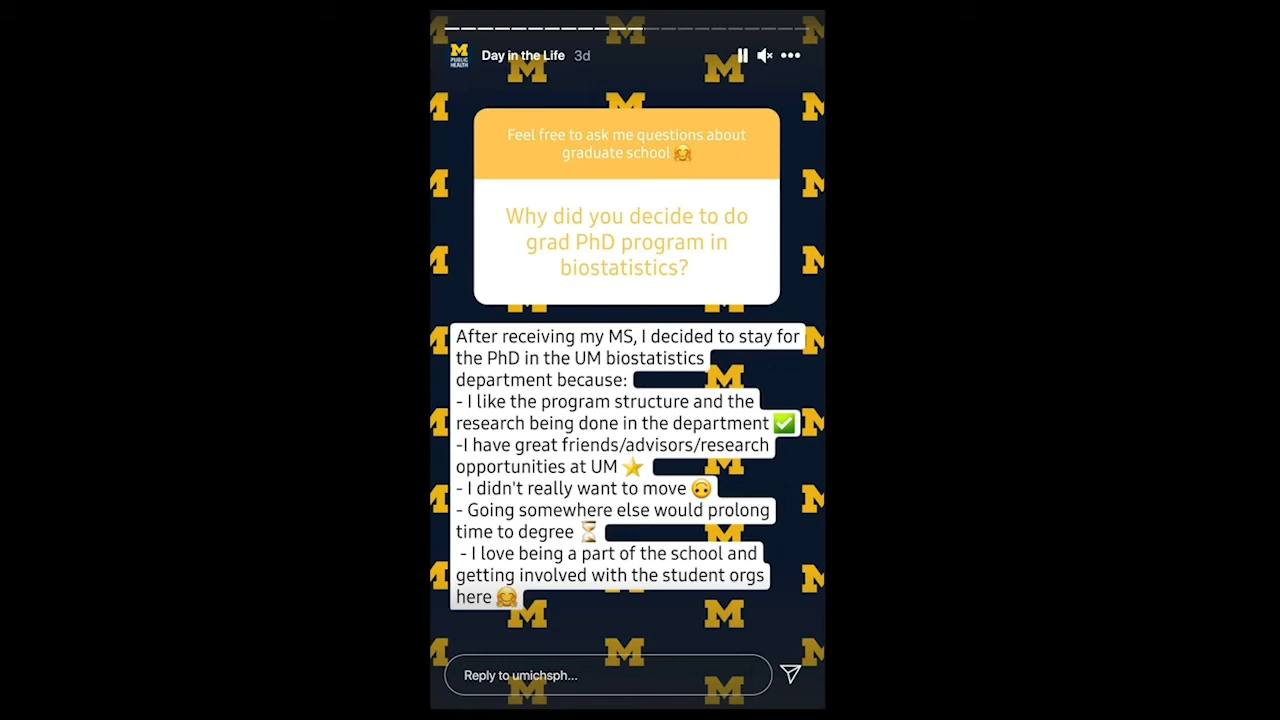 M
PUBLIC
HEALTH
Day in the Life 3d
Feel free to ask me questions about
graduate school 🤗
Why did you decide to do
grad PhD program in
biostatistics?
After receiving my MS, I decided to stay for
the PhD in the UM biostatistics
department because:
- I like the program structure and the
research being done in the department ✅
-I have great friends/advisors/research
opportunities at UM ⭐
- I didn't really want to move 🙃
- Going somewhere else would prolong
time to degree ⏳
- I love being a part of the school and
getting involved with the student orgs
here 🤗
Reply to umichsph...